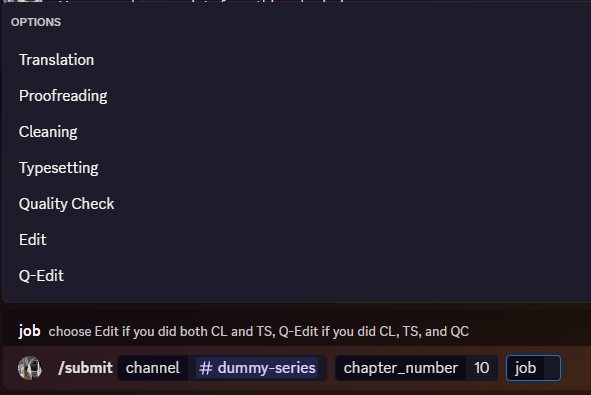 OPTIONS
Translation
Proofreading
Cleaning
Typesetting
Quality Check
Edit
Q-Edit
job choose Edit if you did both CL and TS, Q-Edit if you did CL, TS, and QC
/submit channel # dummy-series chapter_number 10 job